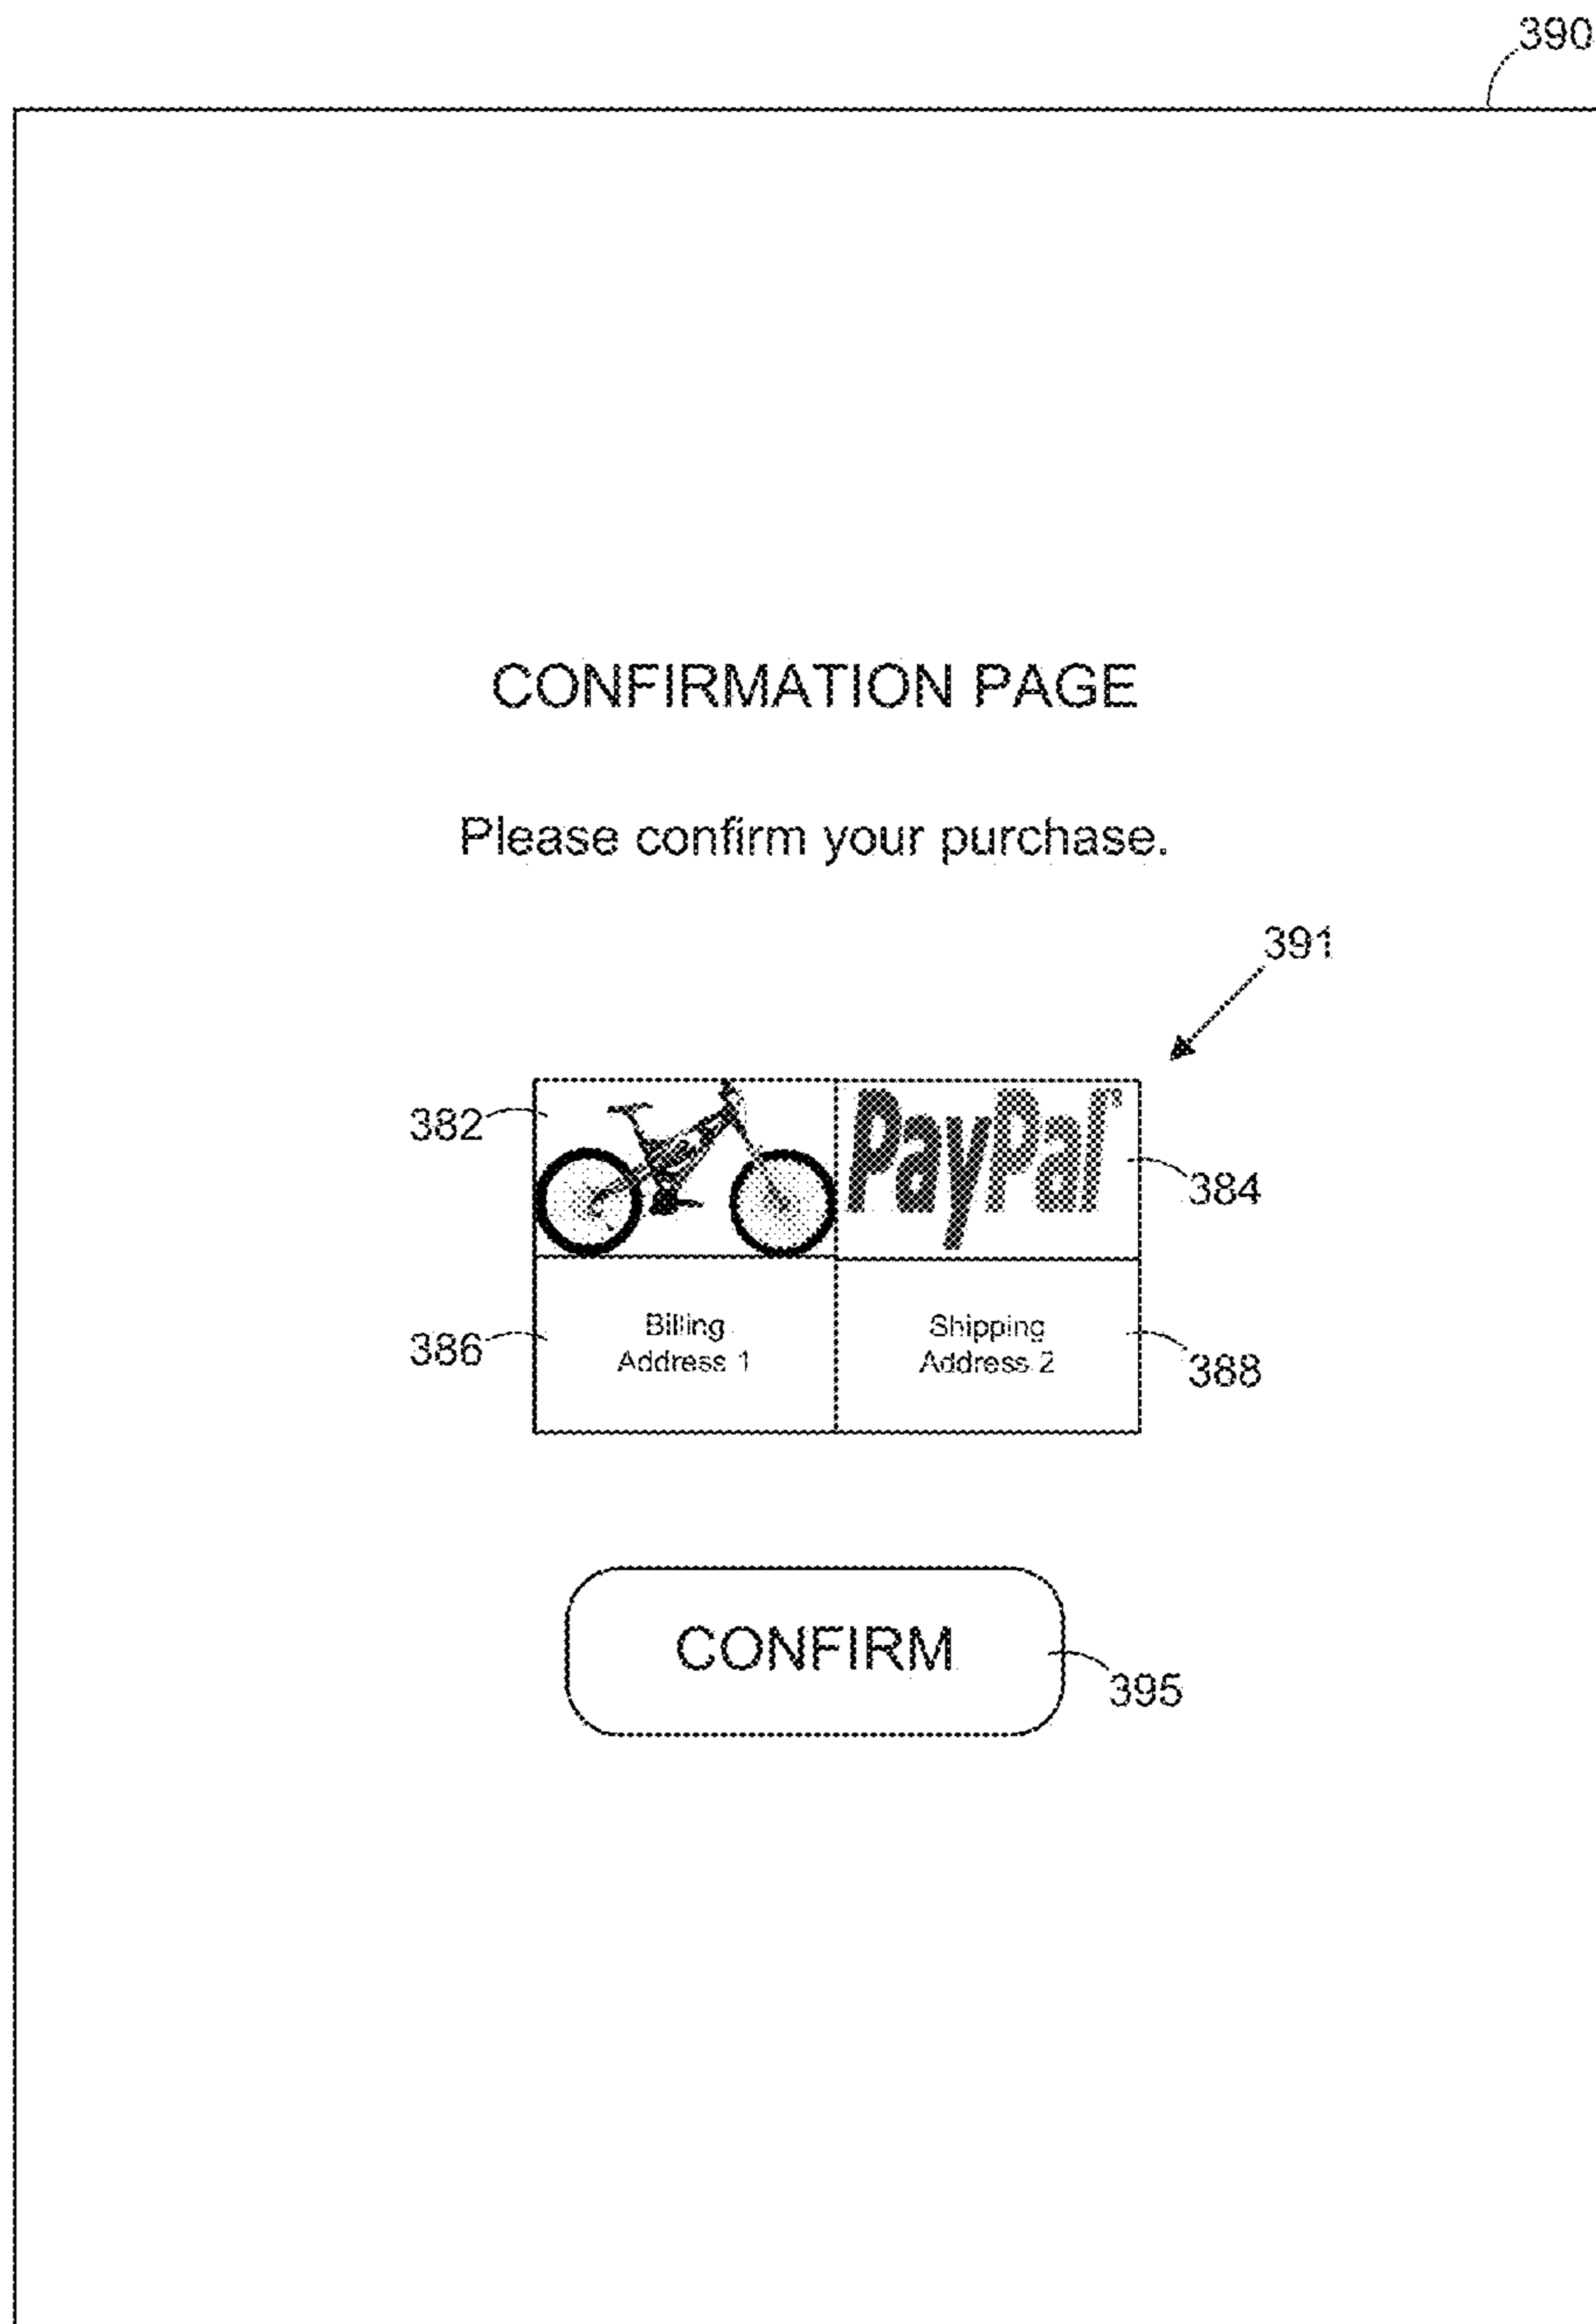 390
CONFIRMATION PAGE
Please confirm your purchase.
391
382
PayPal®
384
386
Billing
Address 1
Shipping
Address 2
388
CONFIRM
395